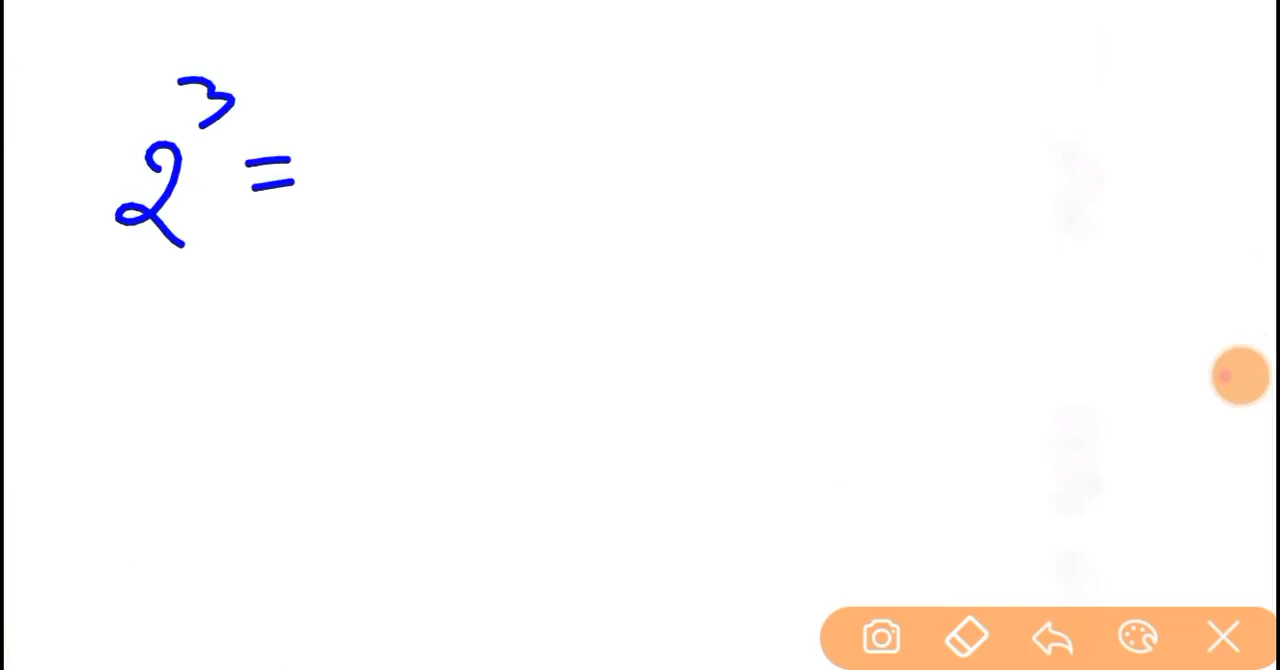 2³ =